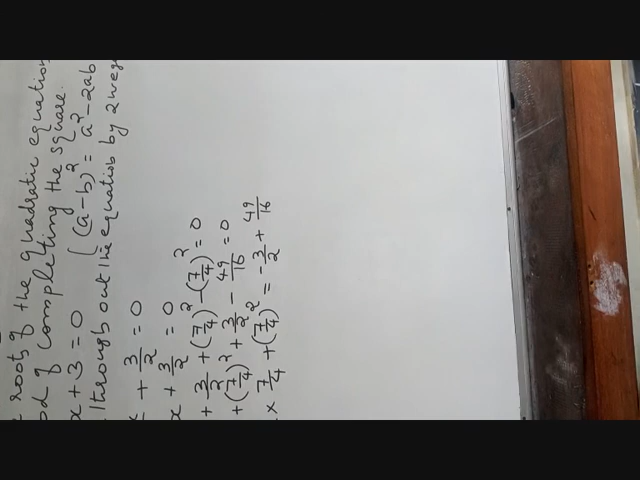 roots of the quadratic equation
od of completing the square.
x + 3 = 0 [(a-b)² = a² - 2ab
throughout the equation by 2 we ge
+ 3/2 = 0
x + 3/2 = 0
+ 3/2 + (7/4)² - (7/4)² = 0
+ (7/4)² + 3/2 - 49/16 = 0
x 7/4 + (7/4)² = -3/2 + 49/16